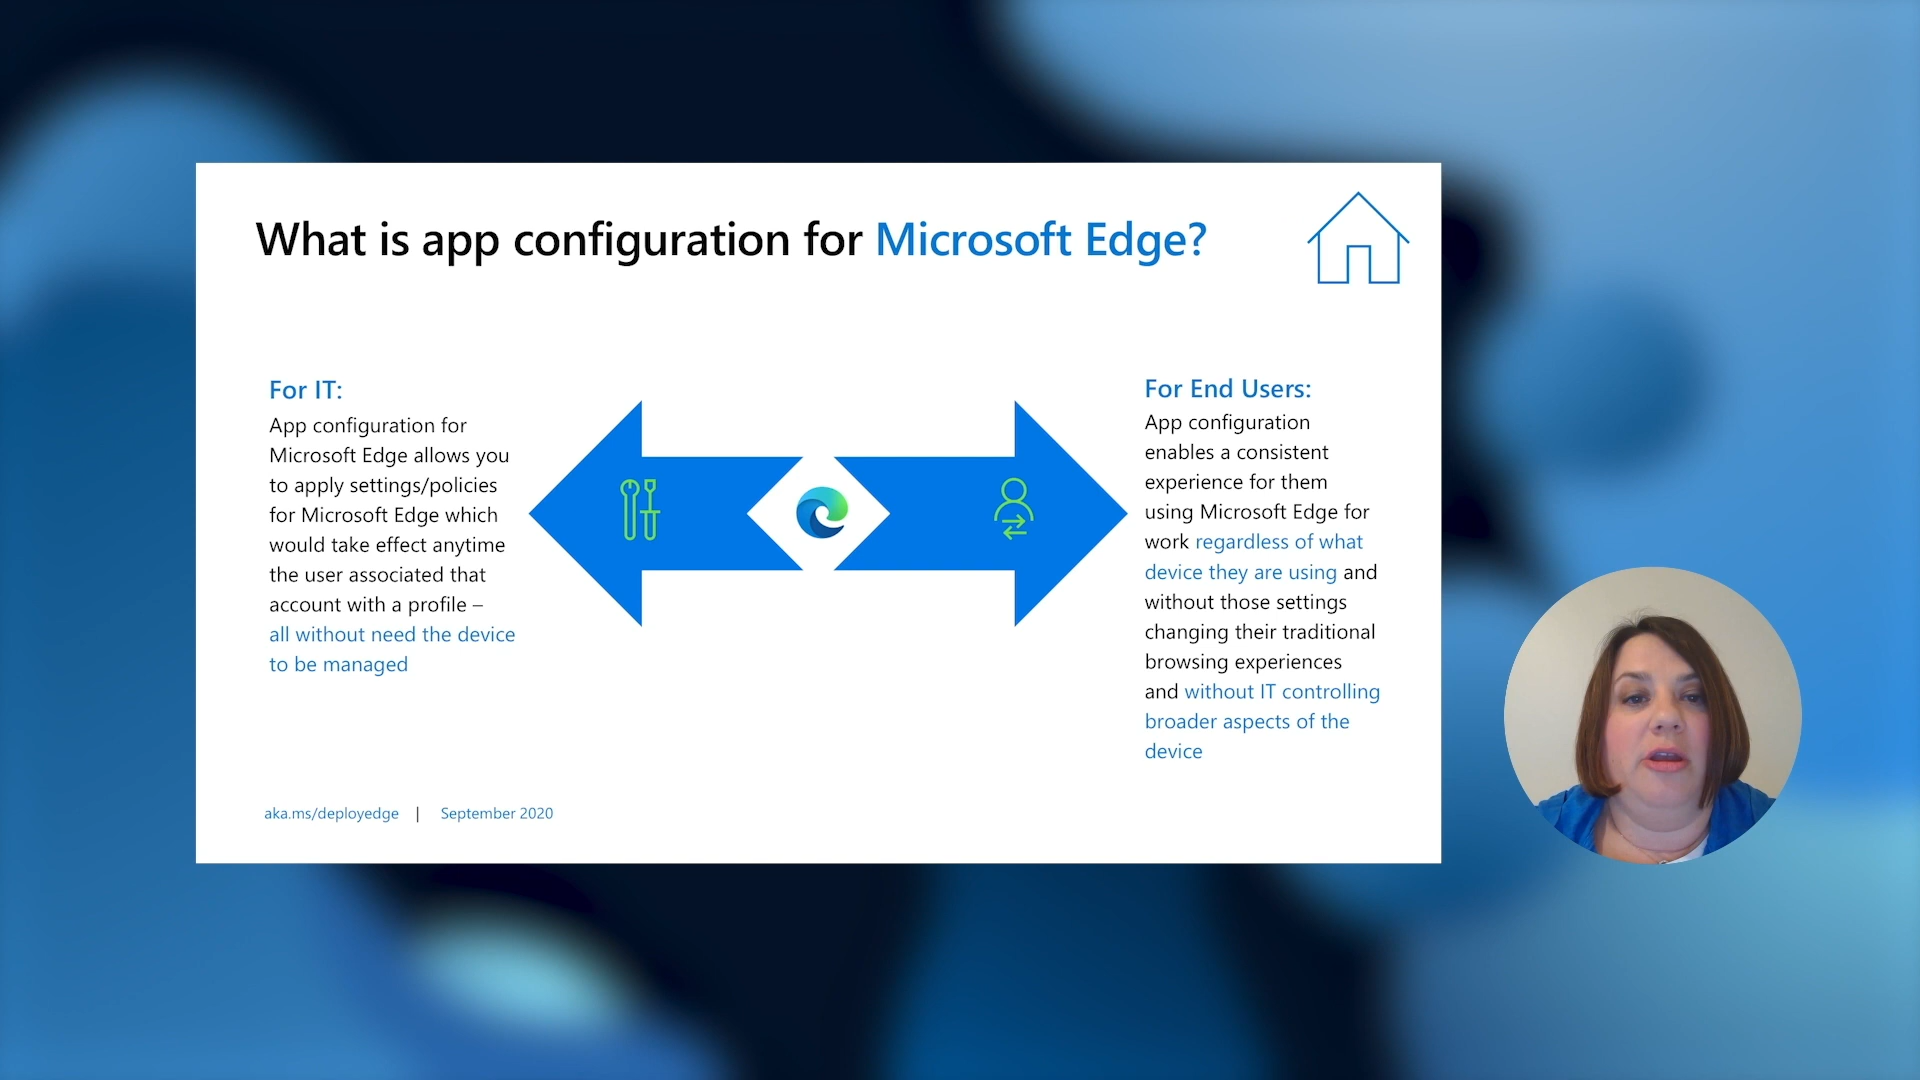 What is app configuration for Microsoft Edge?
For IT:
App configuration for
Microsoft Edge allows you
to apply settings/policies
for Microsoft Edge which
would take effect anytime
the user associated that
account with a profile –
all without need the device
to be managed
For End Users:
App configuration
enables a consistent
experience for them
using Microsoft Edge for
work regardless of what
device they are using and
without those settings
changing their traditional
browsing experiences
and without IT controlling
broader aspects of the
device
aka.ms/deployedge | September 2020